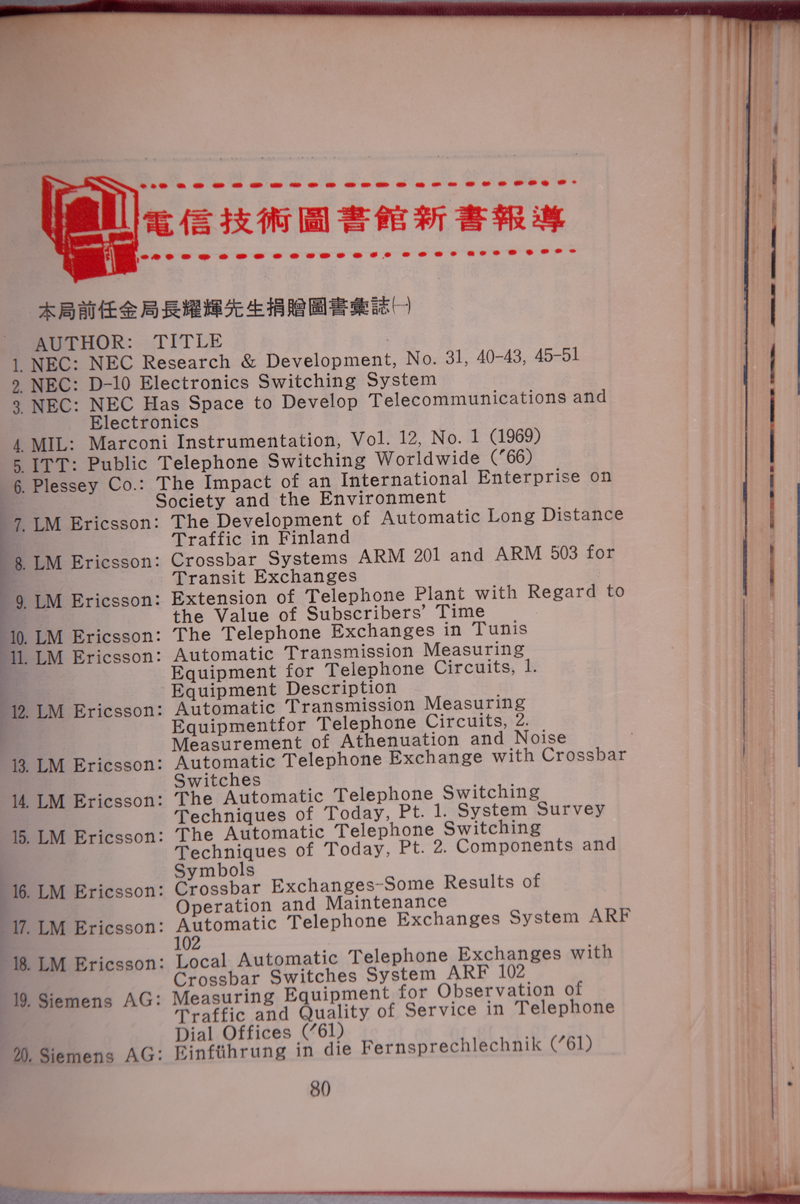 電信技術圖書館新書報導
本局前任金局長耀輝先生捐贈圖書彙誌㈠
AUTHOR: TITLE
1. NEC: NEC Research & Development, No. 31, 40-43, 45-51
2. NEC: D-10 Electronics Switching System
3. NEC: NEC Has Space to Develop Telecommunications and
Electronics
4. MIL: Marconi Instrumentation, Vol. 12, No. 1 (1969)
5. ITT: Public Telephone Switching Worldwide (′66)
6. Plessey Co.: The Impact of an International Enterprise on
Society and the Environment
7. LM Ericsson: The Development of Automatic Long Distance
Traffic in Finland
8. LM Ericsson: Crossbar Systems ARM 201 and ARM 503 for
Transit Exchanges
9. LM Ericsson: Extension of Telephone Plant with Regard to
the Value of Subscribers’ Time
10. LM Ericsson: The Telephone Exchanges in Tunis
11. LM Ericsson: Automatic Transmission Measuring
Equipment for Telephone Circuits, 1.
Equipment Description
12. LM Ericsson: Automatic Transmission Measuring
Equipmentfor Telephone Circuits, 2.
Measurement of Athenuation and Noise
13. LM Ericsson: Automatic Telephone Exchange with Crossbar
Switches
14. LM Ericsson: The Automatic Telephone Switching
Techniques of Today, Pt. 1. System Survey
15. LM Ericsson: The Automatic Telephone Switching
Techniques of Today, Pt. 2. Components and
Symbols
16. LM Ericsson: Crossbar Exchanges-Some Results of
Operation and Maintenance
17. LM Ericsson: Automatic Telephone Exchanges System ARF
102
18. LM Ericsson: Local Automatic Telephone Exchanges with
Crossbar Switches System ARF 102
19. Siemens AG: Measuring Equipment for Observation of
Traffic and Quality of Service in Telephone
Dial Offices (′61)
20. Siemens AG: Einführung in die Fernsprechlechnik (′61)
80